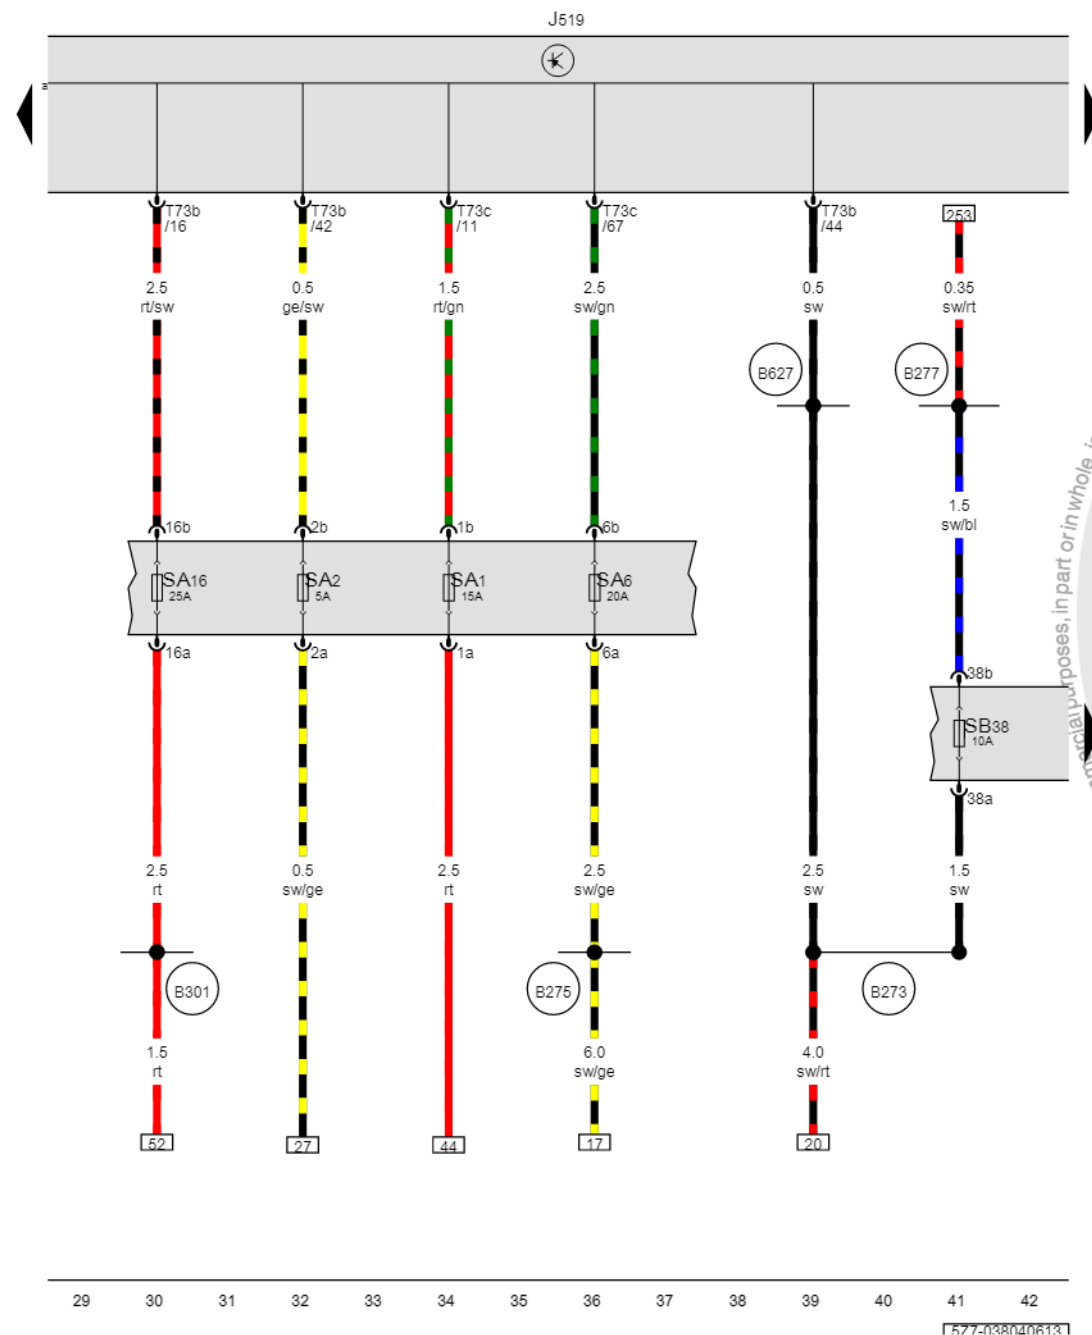 J519
a
T73b T73b T73c T73c T73b 253
/16 /42 /11 /67 /44
2.5 0.5 1.5 2.5 0.5 0.35
rt/sw ge/sw rt/gn sw/gn sw sw/rt
B627 B277
1.5
sw/bl
16b 2b 1b 6b
SA16 SA2 SA1 SA6
25A 5A 15A 20A
16a 2a 1a 6a
38b
SB38
10A
38a
2.5 0.5 2.5 2.5 2.5 1.5
rt sw/ge rt sw/ge sw sw
B301 B275 B273
1.5 6.0 4.0
rt sw/ge sw/rt
52 27 44 17 20
purposes, in part or in whole,
29 30 31 32 33 34 35 36 37 38 39 40 41 42
577-038040613